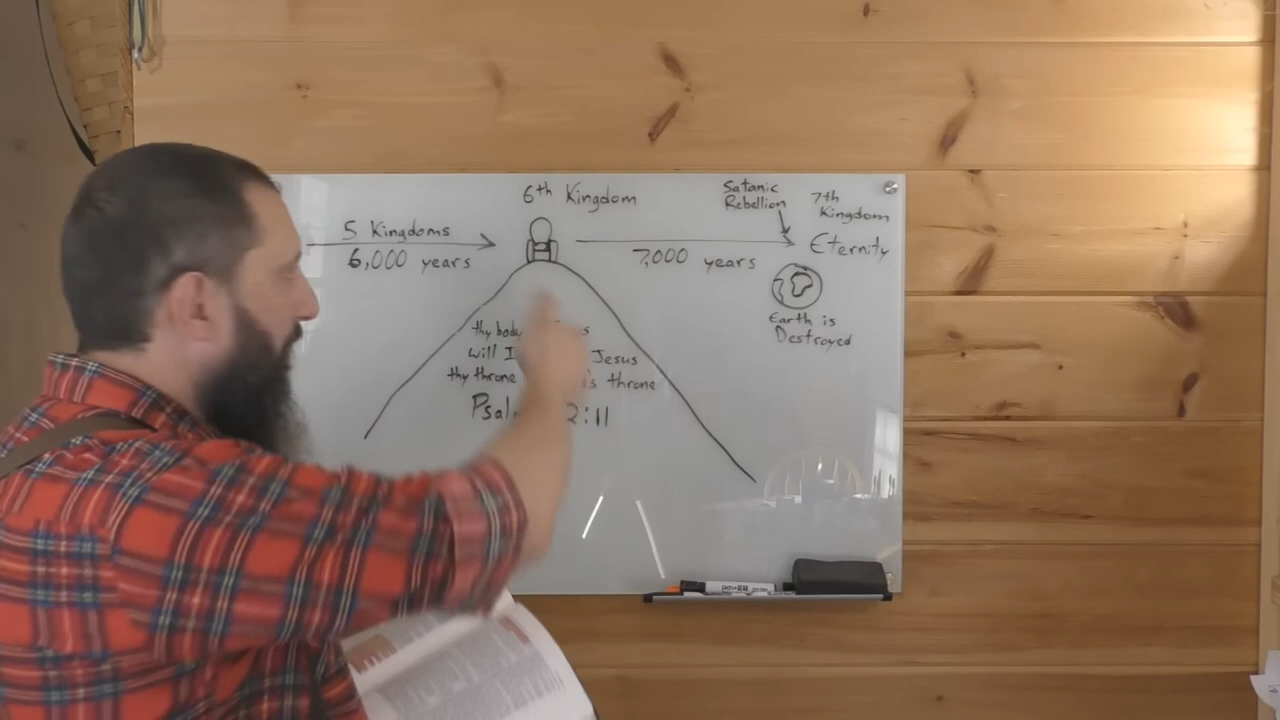 6th Kingdom
5 Kingdoms
6,000 years
7,000 years
Satanic
Rebellion
7th
Kingdom
Eternity
Earth is
Destroyed
thy body
will I Jesus
thy throne throne
2:11